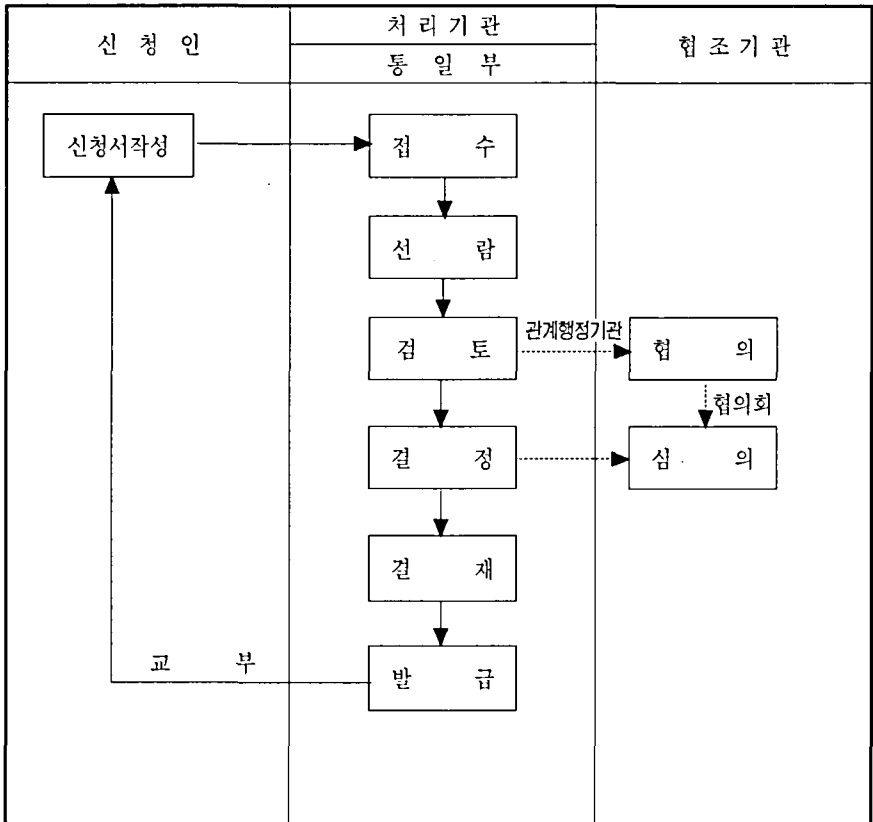 신 청 인
처 리 기 관
통 일 부
협 조 기 관
신청서작성
접 수
선 람
검 토
관계행정기관
협 의
협의회
결 정
심 의
결 재
교 부
발 급